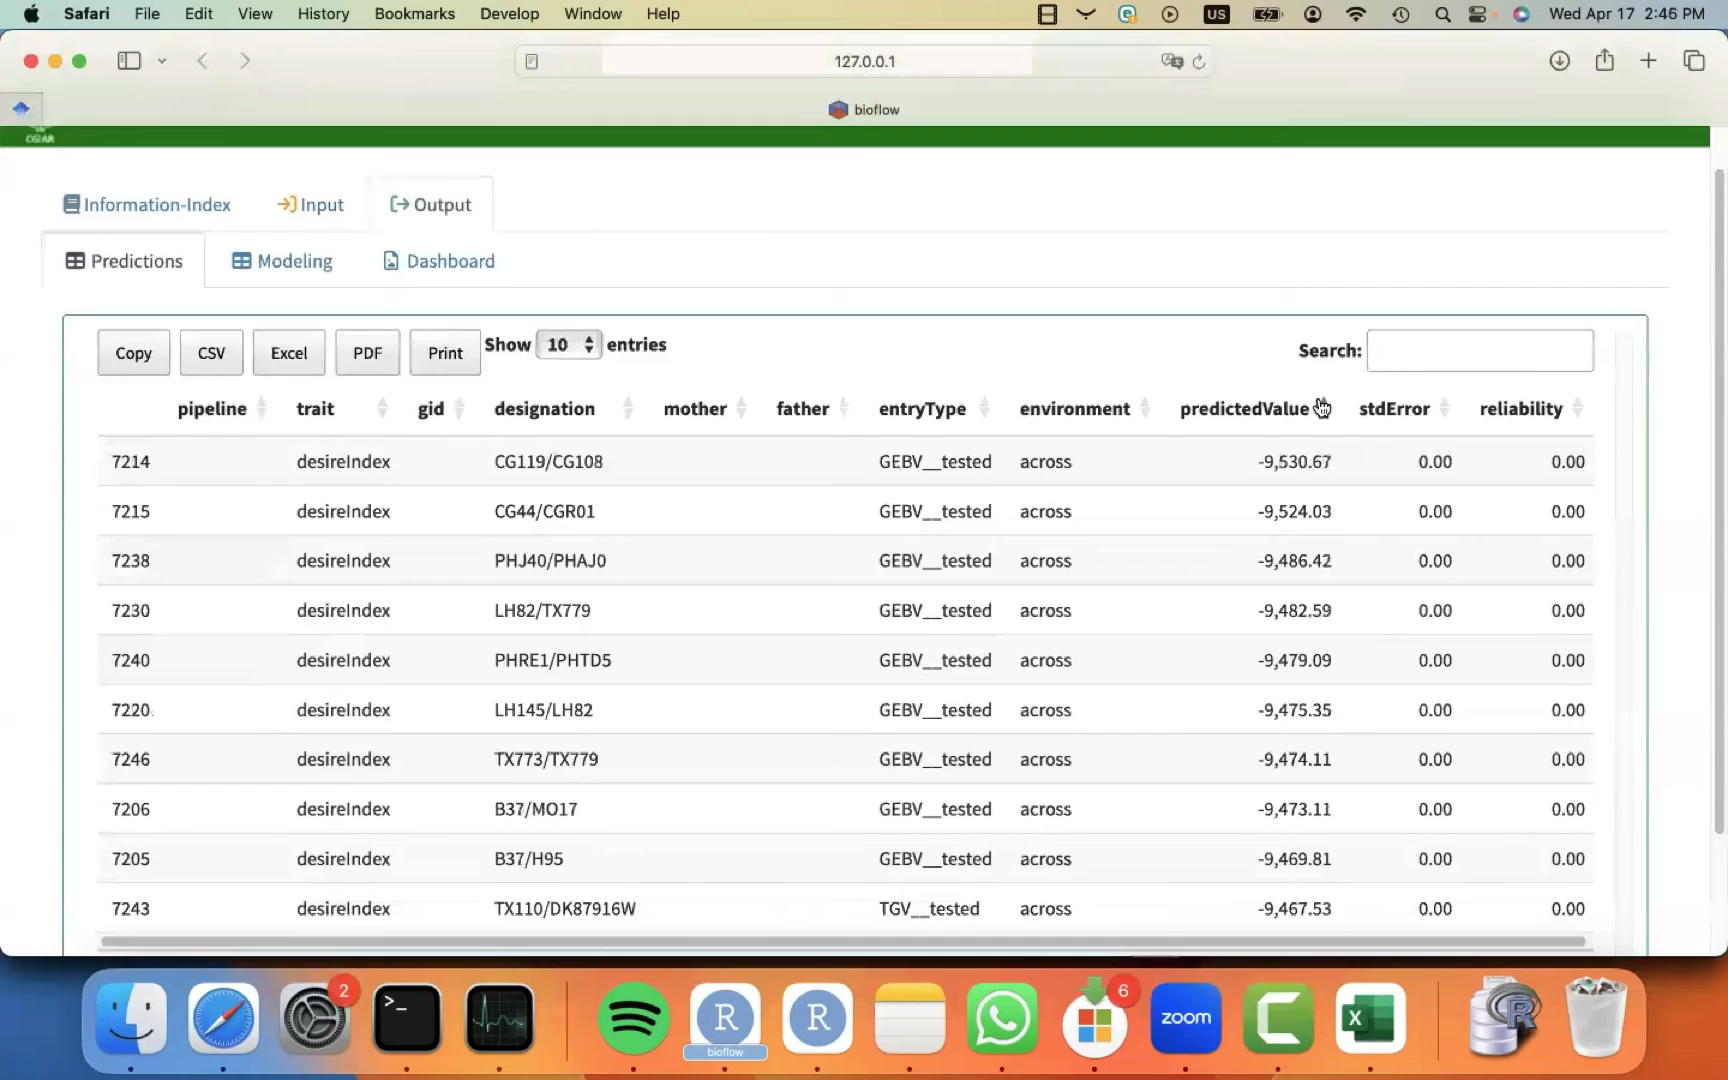 Safari File Edit View History Bookmarks Develop Window Help US Wed Apr 17 2:46 PM
127.0.0.1
bioflow
CGIAR
Information-Index Input Output
Predictions Modeling Dashboard
Copy CSV Excel PDF Print Show 10 entries Search:
pipeline trait gid designation mother father entryType environment predictedValue stdError reliability
7214 desireIndex CG119/CG108 GEBV__tested across -9,530.67 0.00 0.00
7215 desireIndex CG44/CGR01 GEBV__tested across -9,524.03 0.00 0.00
7238 desireIndex PHJ40/PHAJ0 GEBV__tested across -9,486.42 0.00 0.00
7230 desireIndex LH82/TX779 GEBV__tested across -9,482.59 0.00 0.00
7240 desireIndex PHRE1/PHTD5 GEBV__tested across -9,479.09 0.00 0.00
7220 desireIndex LH145/LH82 GEBV__tested across -9,475.35 0.00 0.00
7246 desireIndex TX773/TX779 GEBV__tested across -9,474.11 0.00 0.00
7206 desireIndex B37/MO17 GEBV__tested across -9,473.11 0.00 0.00
7205 desireIndex B37/H95 GEBV__tested across -9,469.81 0.00 0.00
7243 desireIndex TX110/DK87916W TGV__tested across -9,467.53 0.00 0.00
2 >_ R R 6 zoom C X R
bioflow